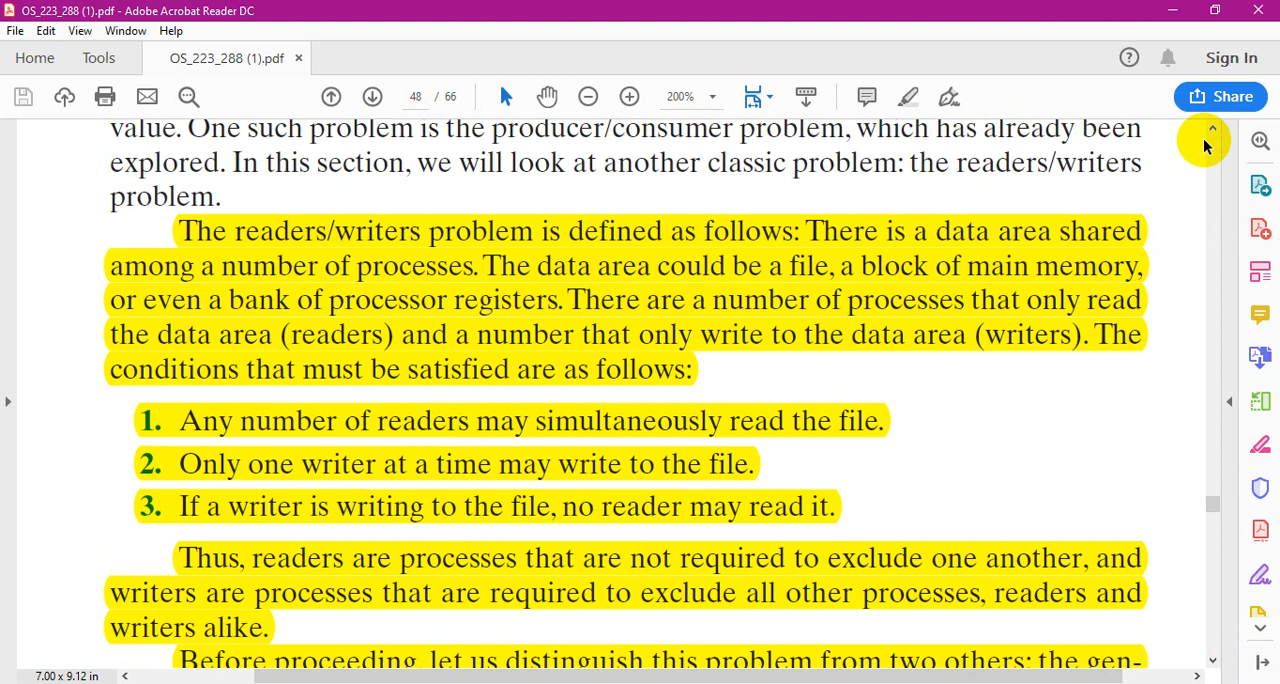 OS_223_288 (1).pdf - Adobe Acrobat Reader DC
File Edit View Window Help
Home Tools OS_223_288 (1).pdf × Sign In
48 / 66 200% Share
value. One such problem is the producer/consumer problem, which has already been
explored. In this section, we will look at another classic problem: the readers/writers
problem.
The readers/writers problem is defined as follows: There is a data area shared
among a number of processes. The data area could be a file, a block of main memory,
or even a bank of processor registers. There are a number of processes that only read
the data area (readers) and a number that only write to the data area (writers). The
conditions that must be satisfied are as follows:
1. Any number of readers may simultaneously read the file.
2. Only one writer at a time may write to the file.
3. If a writer is writing to the file, no reader may read it.
Thus, readers are processes that are not required to exclude one another, and
writers are processes that are required to exclude all other processes, readers and
writers alike.
Before proceeding, let us distinguish this problem from two others: the gen-
7.00 x 9.12 in